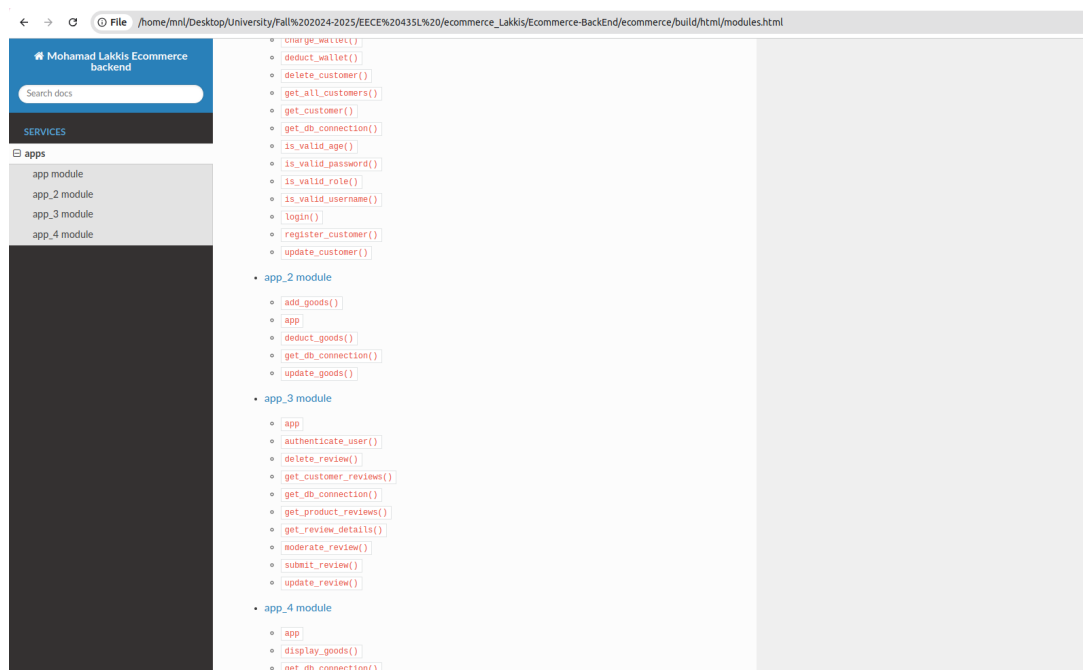 File /home/mnl/Desktop/University/Fall%202024-2025/EECE%20435L%20/ecommerce_Lakkis/Ecommerce-BackEnd/ecommerce/build/html/modules.html
Mohamad Lakkis Ecommerce
backend
Search docs
SERVICES
apps
app module
app_2 module
app_3 module
app_4 module
charge_wallet()
deduct_wallet()
delete_customer()
get_all_customers()
get_customer()
get_db_connection()
is_valid_age()
is_valid_password()
is_valid_role()
is_valid_username()
login()
register_customer()
update_customer()
app_2 module
add_goods()
app
deduct_goods()
get_db_connection()
update_goods()
app_3 module
app
authenticate_user()
delete_review()
get_customer_reviews()
get_db_connection()
get_product_reviews()
get_review_details()
moderate_review()
submit_review()
update_review()
app_4 module
app
display_goods()
get_db_connection()